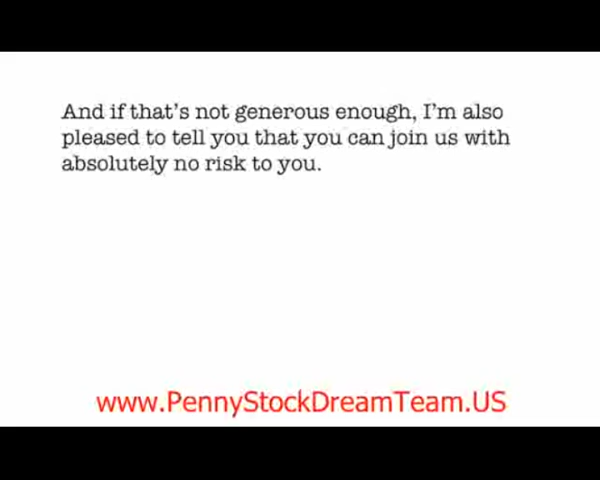 And if that's not generous enough, I'm also
pleased to tell you that you can join us with
absolutely no risk to you.
www.PennyStockDreamTeam.US